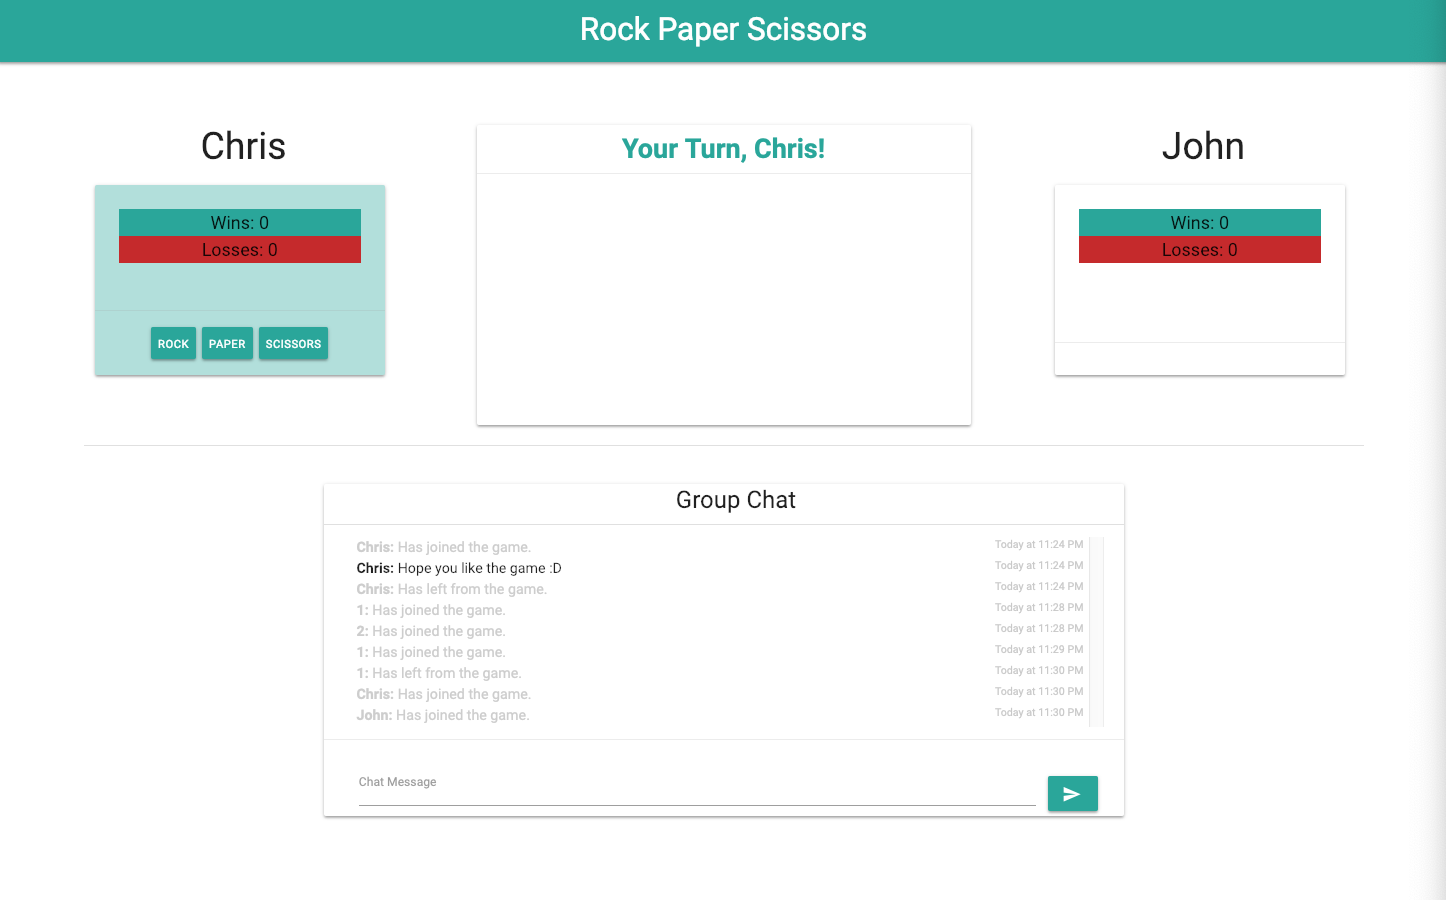 Rock Paper Scissors
Chris
Wins: 0
Losses: 0
ROCK PAPER SCISSORS
Your Turn, Chris!
John
Wins: 0
Losses: 0
Group Chat
Chris: Has joined the game. Today at 11:24 PM
Chris: Hope you like the game :D Today at 11:24 PM
Chris: Has left from the game. Today at 11:24 PM
1: Has joined the game. Today at 11:28 PM
2: Has joined the game. Today at 11:28 PM
1: Has joined the game. Today at 11:29 PM
1: Has left from the game. Today at 11:30 PM
Chris: Has joined the game. Today at 11:30 PM
John: Has joined the game. Today at 11:30 PM
Chat Message